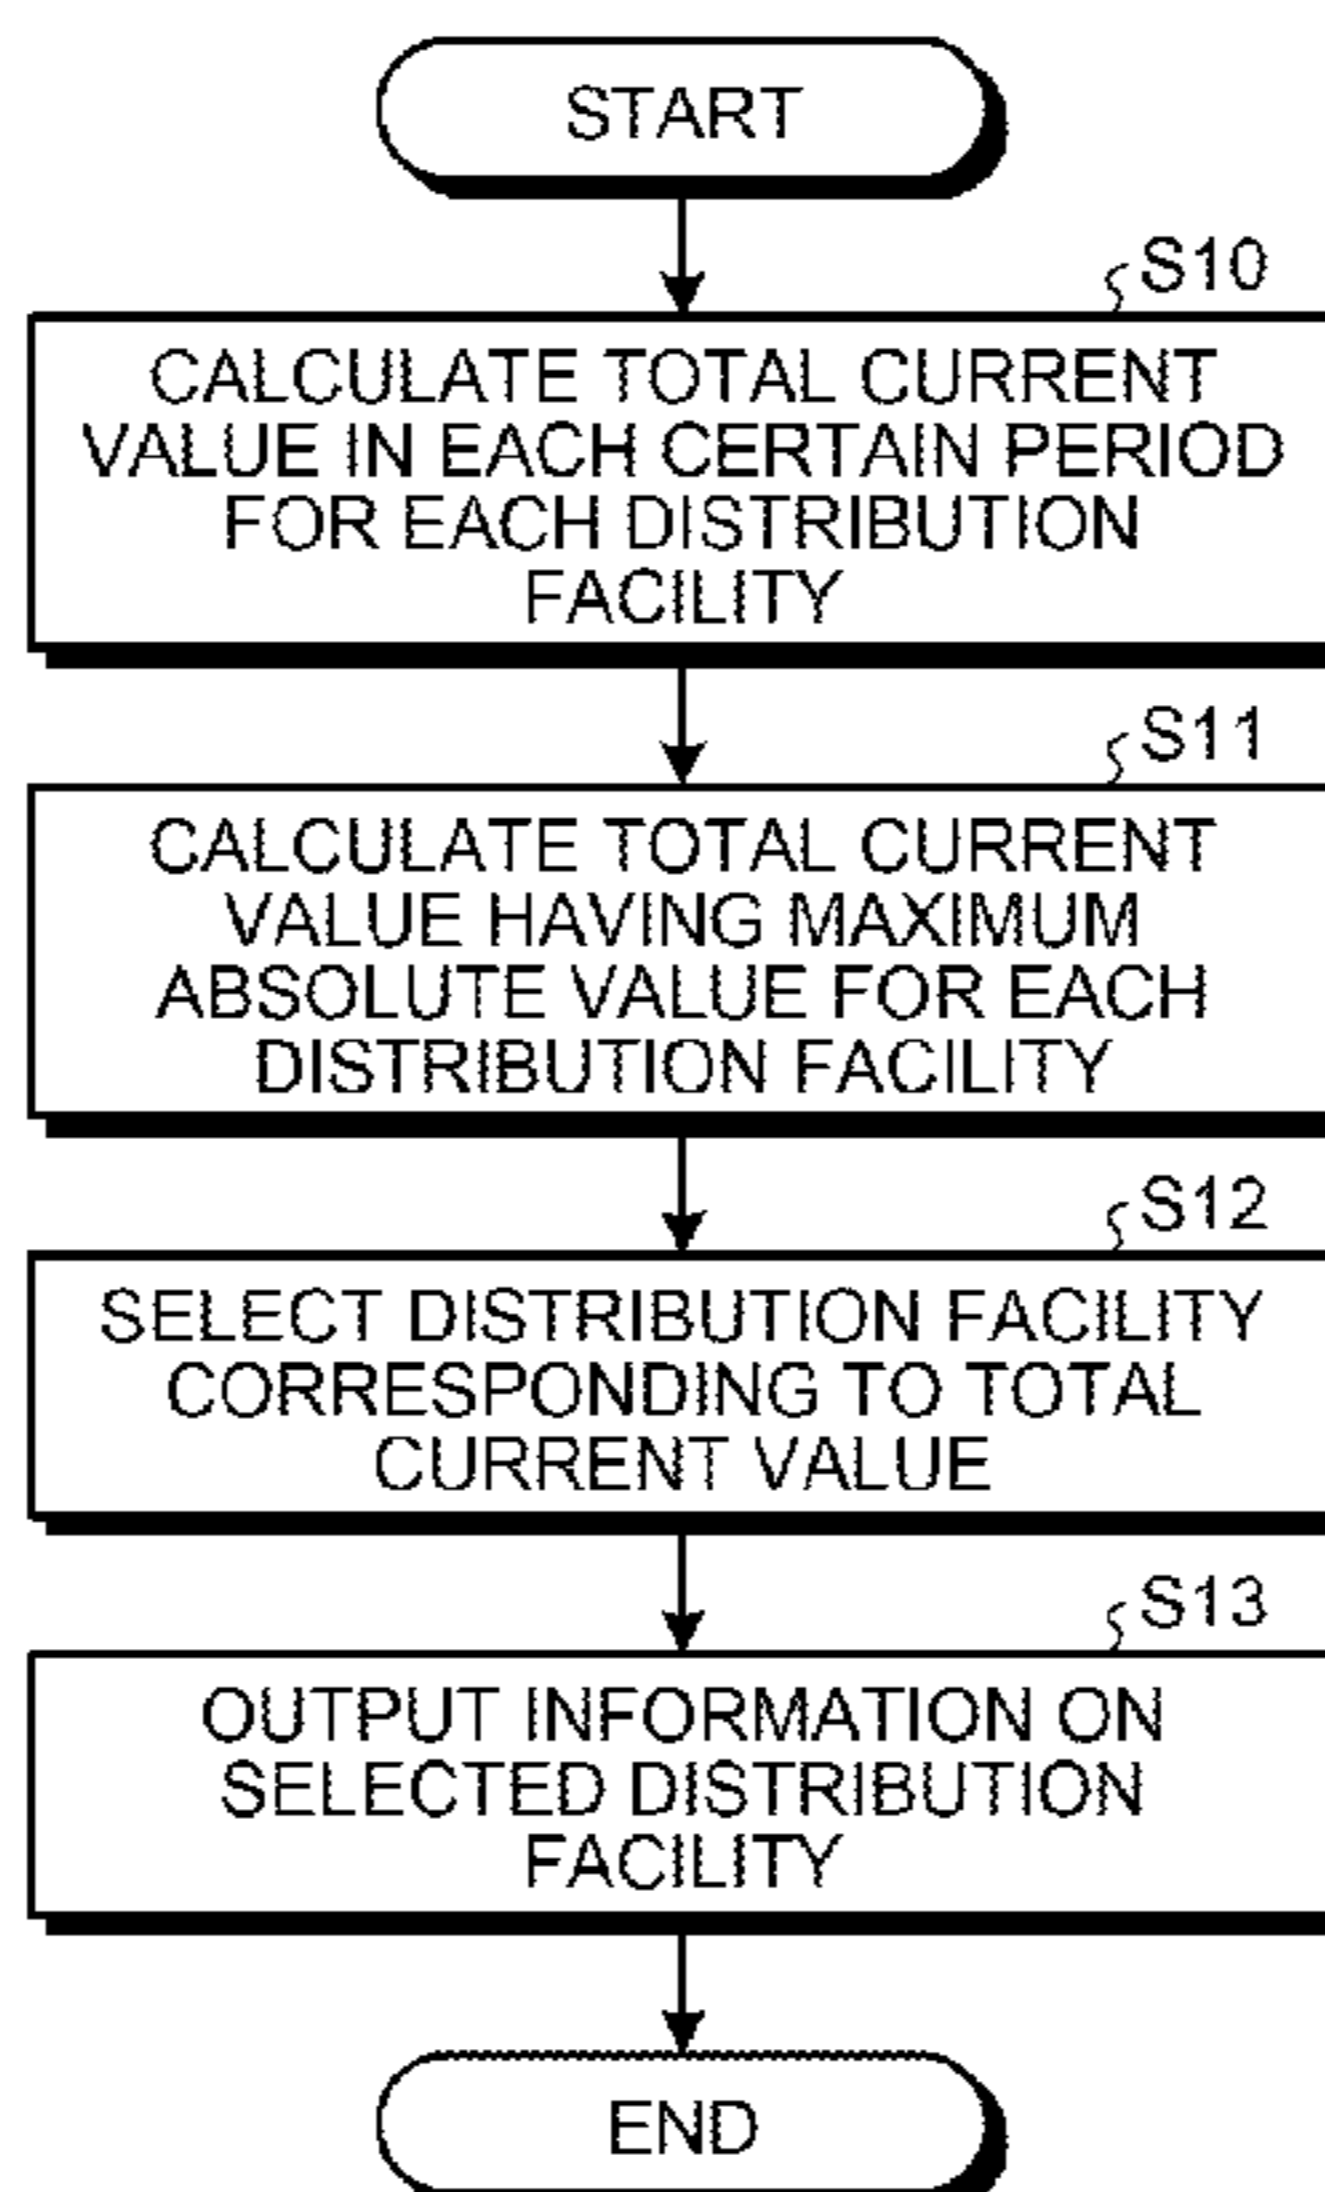 START
S10
CALCULATE TOTAL CURRENT
VALUE IN EACH CERTAIN PERIOD
FOR EACH DISTRIBUTION
FACILITY
S11
CALCULATE TOTAL CURRENT
VALUE HAVING MAXIMUM
ABSOLUTE VALUE FOR EACH
DISTRIBUTION FACILITY
S12
SELECT DISTRIBUTION FACILITY
CORRESPONDING TO TOTAL
CURRENT VALUE
S13
OUTPUT INFORMATION ON
SELECTED DISTRIBUTION
FACILITY
END